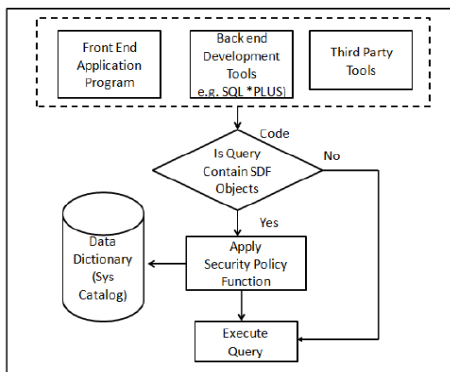 Front End
Application
Program
Back end
Development
Tools
e.g. SQL *PLUS)
Third Party
Tools
Code
Is Query
Contain SDF
Objects
No
Yes
Data
Dictionary
(Sys
Catalog)
Apply
Security Policy
Function
Execute
Query